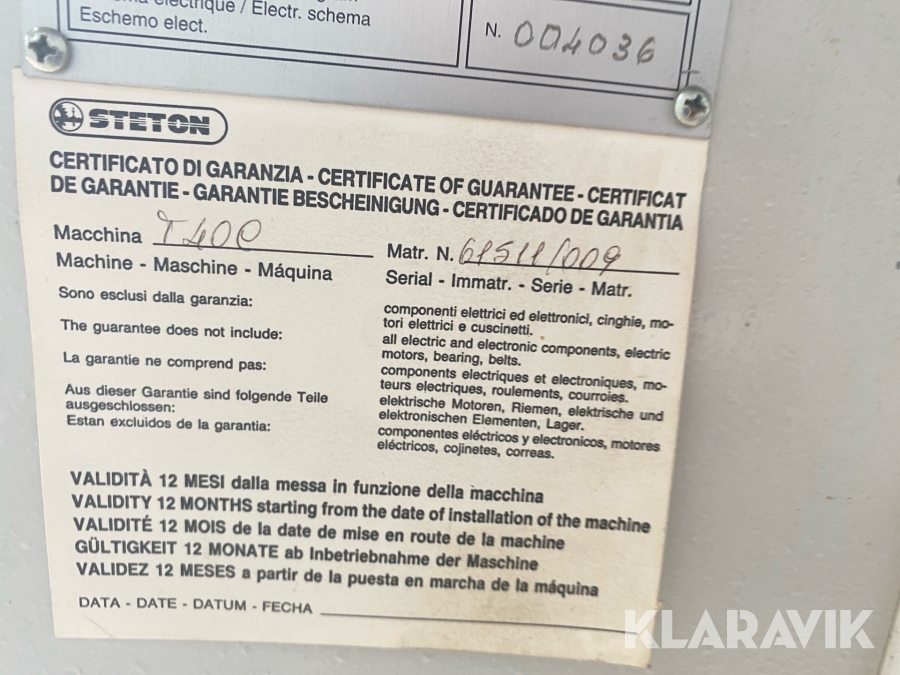 électrique / Electr. schema
Eschemo elect.
N. 004036
STETON
CERTIFICATO DI GARANZIA - CERTIFICATE OF GUARANTEE - CERTIFICAT
DE GARANTIE - GARANTIE BESCHEINIGUNG - CERTIFICADO DE GARANTIA
Macchina T400 Matr. N. 61511/009
Machine - Maschine - Máquina Serial - Immatr. - Serie - Matr.
Sono esclusi dalla garanzia: componenti elettrici ed elettronici, cinghie, mo-
tori elettrici e cuscinetti.
The guarantee does not include: all electric and electronic components, electric
motors, bearing, belts.
La garantie ne comprend pas: components electriques et electroniques, mo-
teurs electriques, roulements, courroies.
Aus dieser Garantie sind folgende Teile elektrische Motoren, Riemen, elektrische und
ausgeschlossen: elektronischen Elementen, Lager.
Estan excluidos de la garantia: componentes eléctricos y electronicos, motores
eléctricos, cojinetes, correas.
VALIDITÀ 12 MESI dalla messa in funzione della macchina
VALIDITY 12 MONTHS starting from the date of installation of the machine
VALIDITÉ 12 MOIS de la date de mise en route de la machine
GÜLTIGKEIT 12 MONATE ab Inbetriebnahme der Maschine
VALIDEZ 12 MESES a partir de la puesta en marcha de la máquina
DATA - DATE - DATUM - FECHA
KLARAVIK